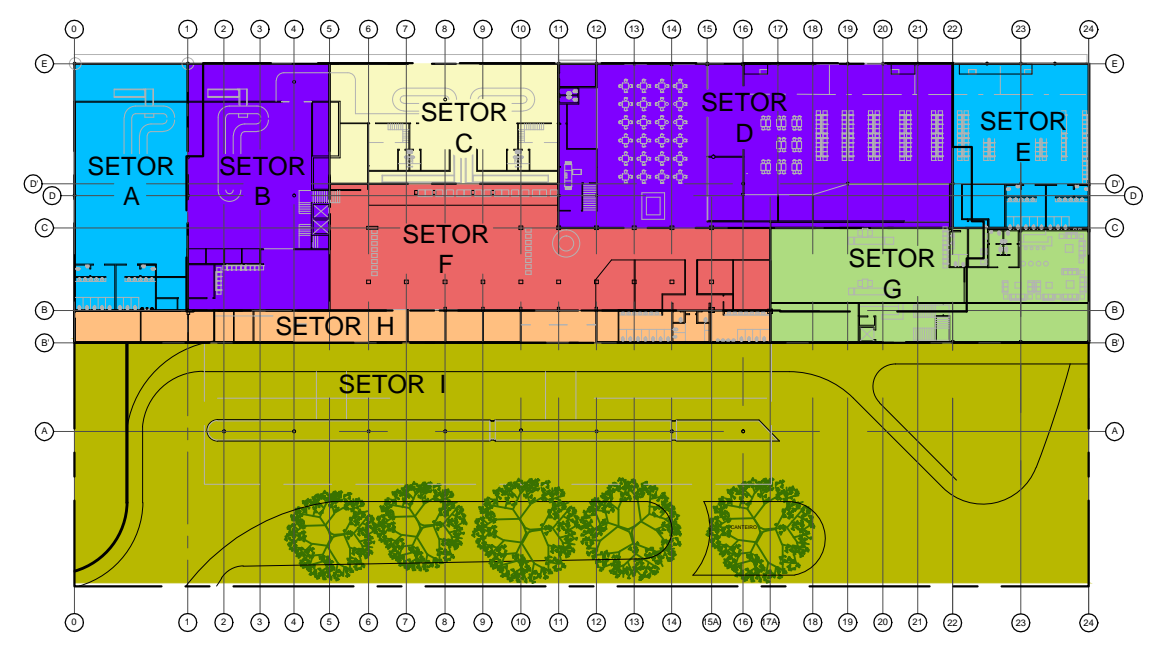 0 1 2 3 4 5 6 7 8 9 10 11 12 13 14 15 16 17 18 19 20 21 22 23 24
E E
SETOR C
SETOR D
SETOR E
SETOR A
SETOR B
D' D'
D D
C C
SETOR F
SETOR G
B B
SETOR H
B' B'
SETOR I
A A
CANTEIRO
0 1 2 3 4 5 6 7 8 9 10 11 12 13 14 15A 16 17A 18 19 20 21 22 23 24